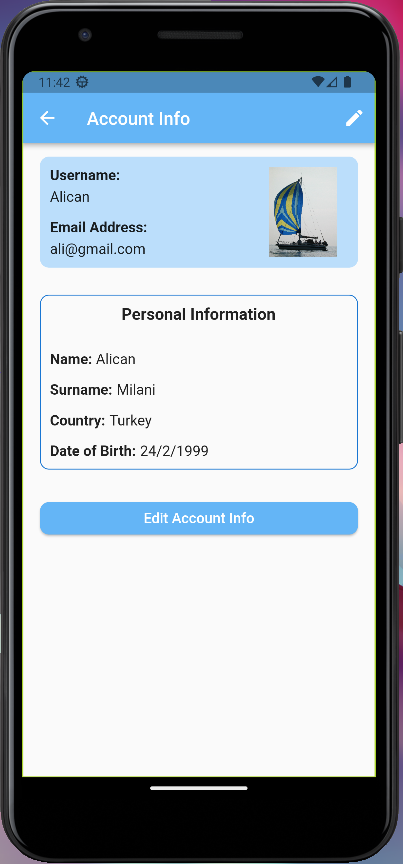 11:42
Account Info
Username:
Alican
Email Address:
ali@gmail.com
Personal Information
Name: Alican
Surname: Milani
Country: Turkey
Date of Birth: 24/2/1999
Edit Account Info